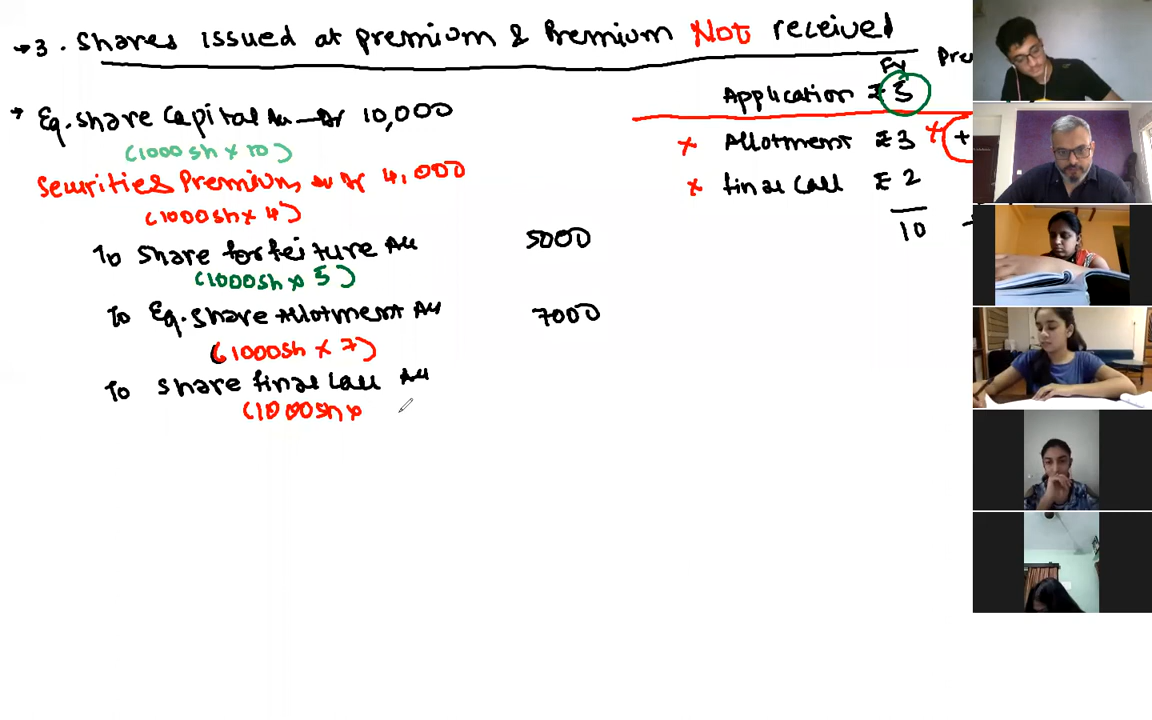 →3. Shares issued at premium & Premium Not received
→ Eq. share Capital A/c — Dr 10,000
(1000 sh x 10)
Securities Premium A/c Dr 4,000
(1000 sh x 4)
To Share forfeiture A/c 5000
(1000 sh x 5)
To Eq. Share Allotment A/c 7000
(1000 sh x 7)
To Share final Call A/c
(1000 sh x
FV Pre
Application ₹ 5
x Allotment ₹ 3 + +
x final Call ₹ 2
10